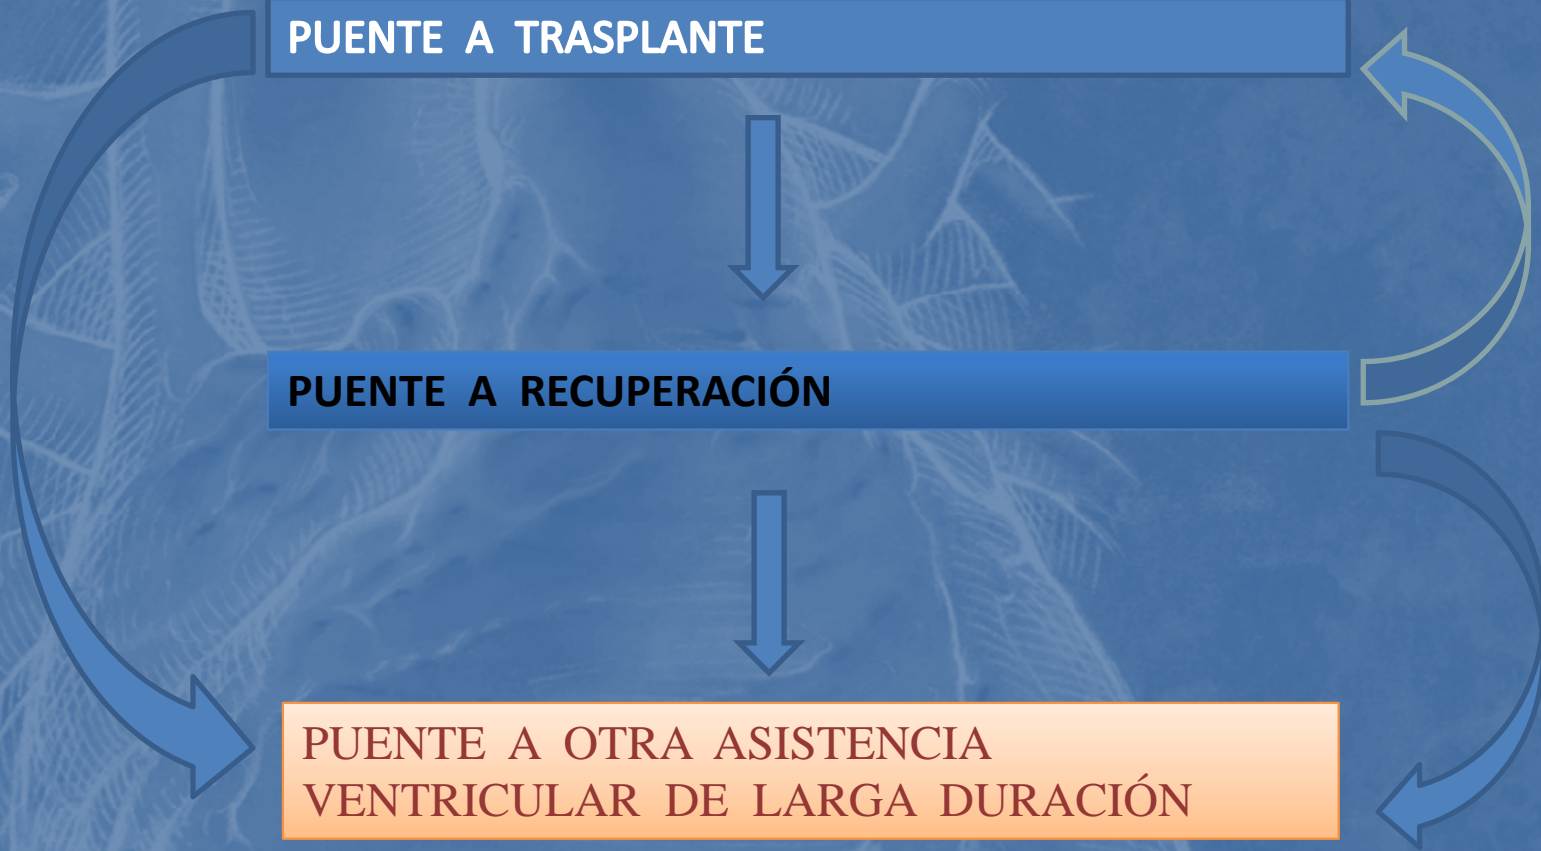 PUENTE A TRASPLANTE
PUENTE A RECUPERACIÓN
PUENTE A OTRA ASISTENCIA
VENTRICULAR DE LARGA DURACIÓN